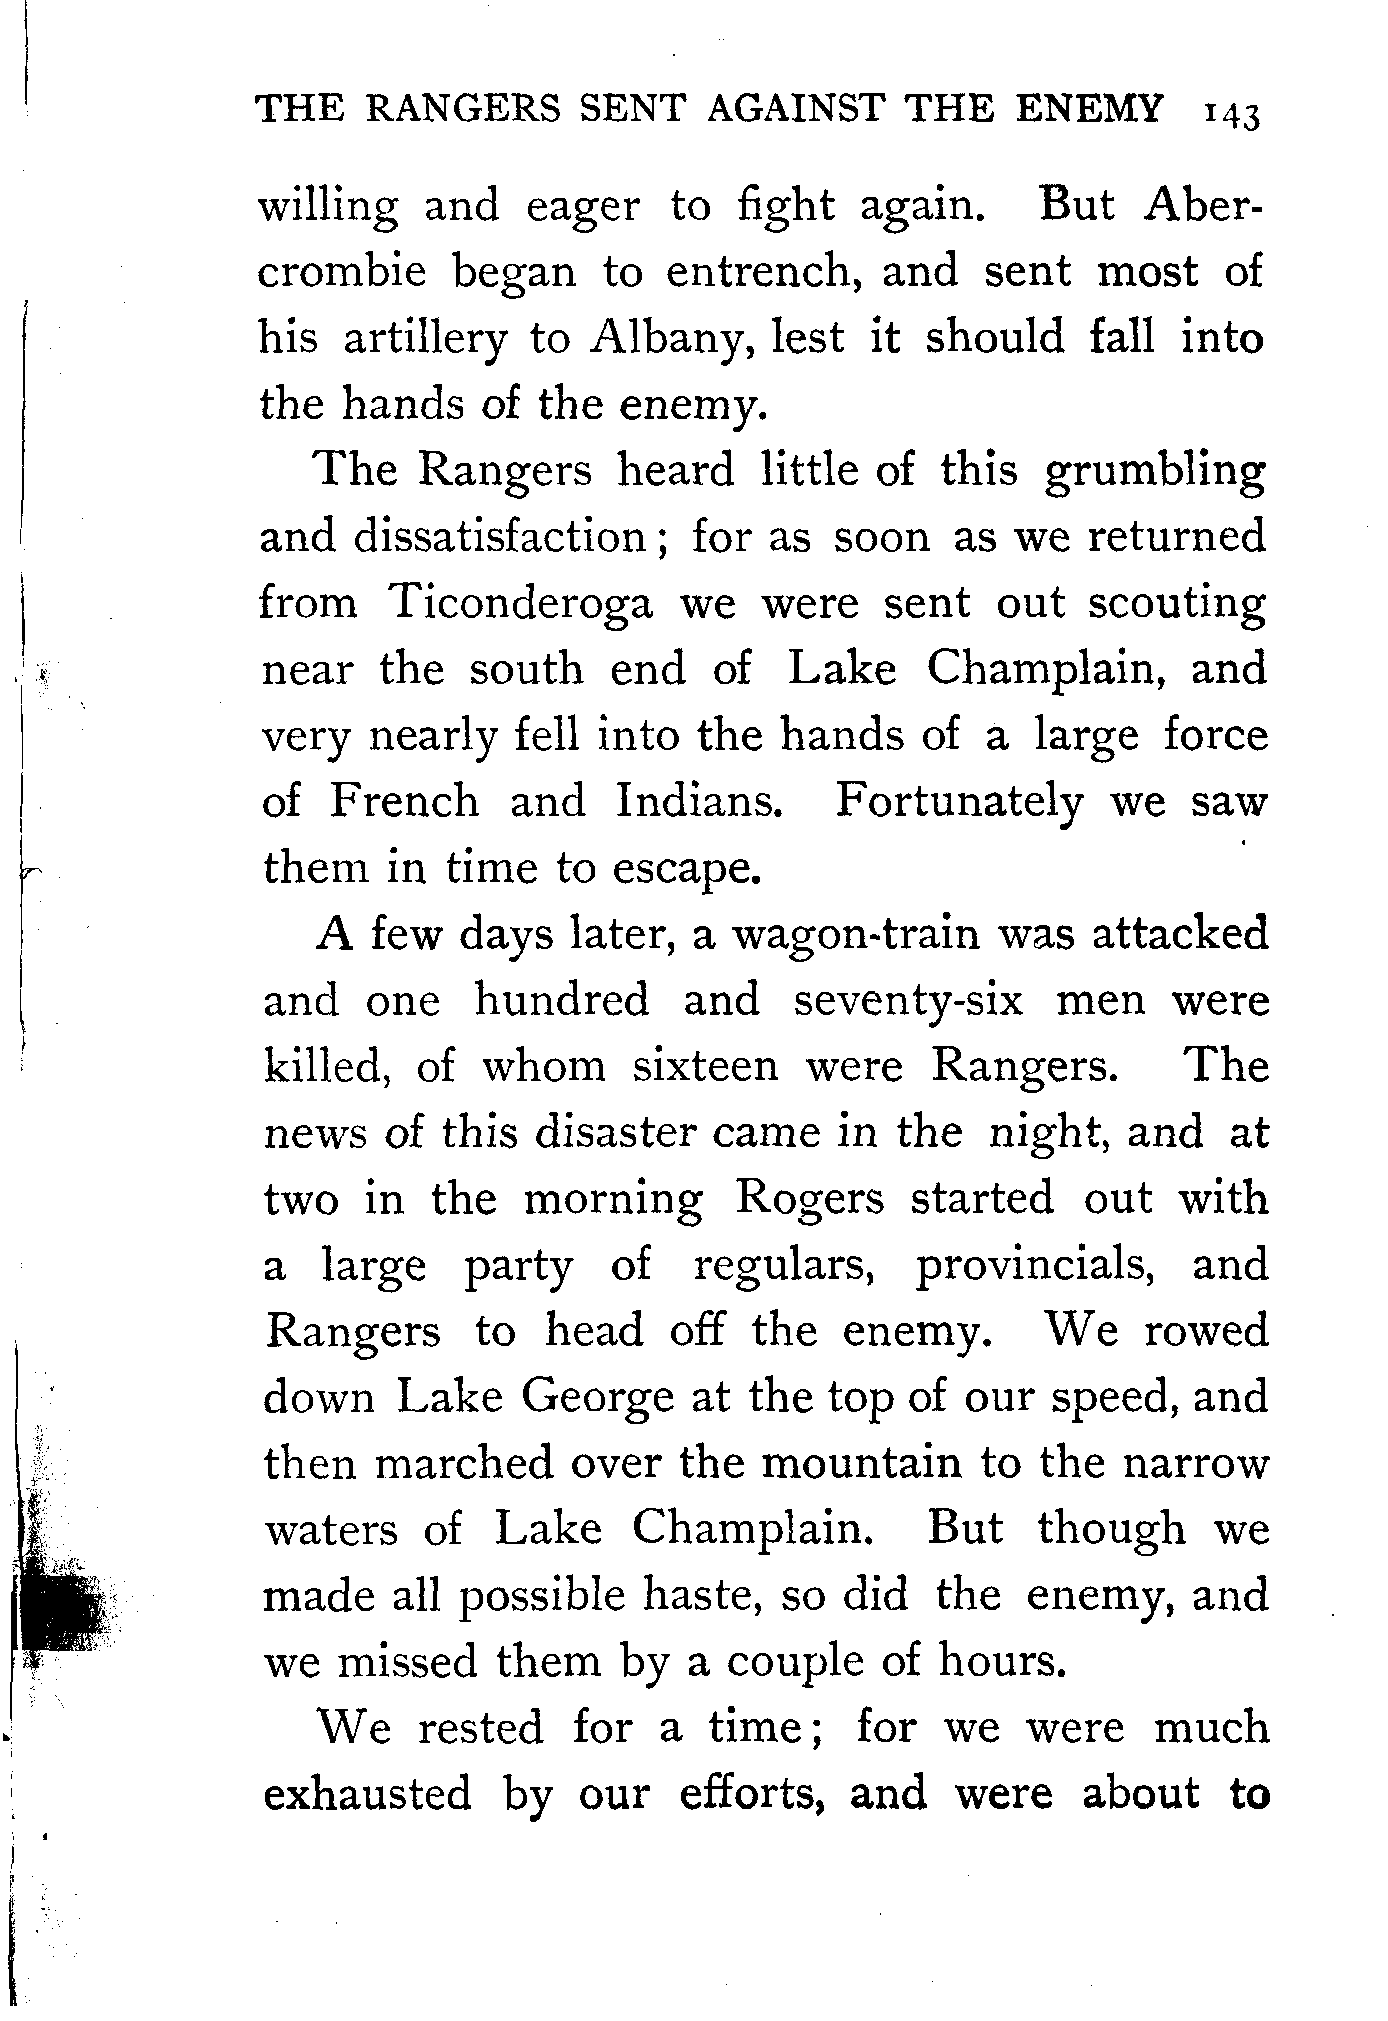 THE RANGERS SENT AGAINST THE ENEMY 143
willing and eager to fight again. But Aber-
crombie began to entrench, and sent most of
his artillery to Albany, lest it should fall into
the hands of the enemy.
The Rangers heard little of this grumbling
and dissatisfaction; for as soon as we returned
from Ticonderoga we were sent out scouting
near the south end of Lake Champlain, and
very nearly fell into the hands of a large force
of French and Indians. Fortunately we saw
them in time to escape.
A few days later, a wagon-train was attacked
and one hundred and seventy-six men were
killed, of whom sixteen were Rangers. The
news of this disaster came in the night, and at
two in the morning Rogers started out with
a large party of regulars, provincials, and
Rangers to head off the enemy. We rowed
down Lake George at the top of our speed, and
then marched over the mountain to the narrow
waters of Lake Champlain. But though we
made all possible haste, so did the enemy, and
we missed them by a couple of hours.
We rested for a time; for we were much
exhausted by our efforts, and were about to